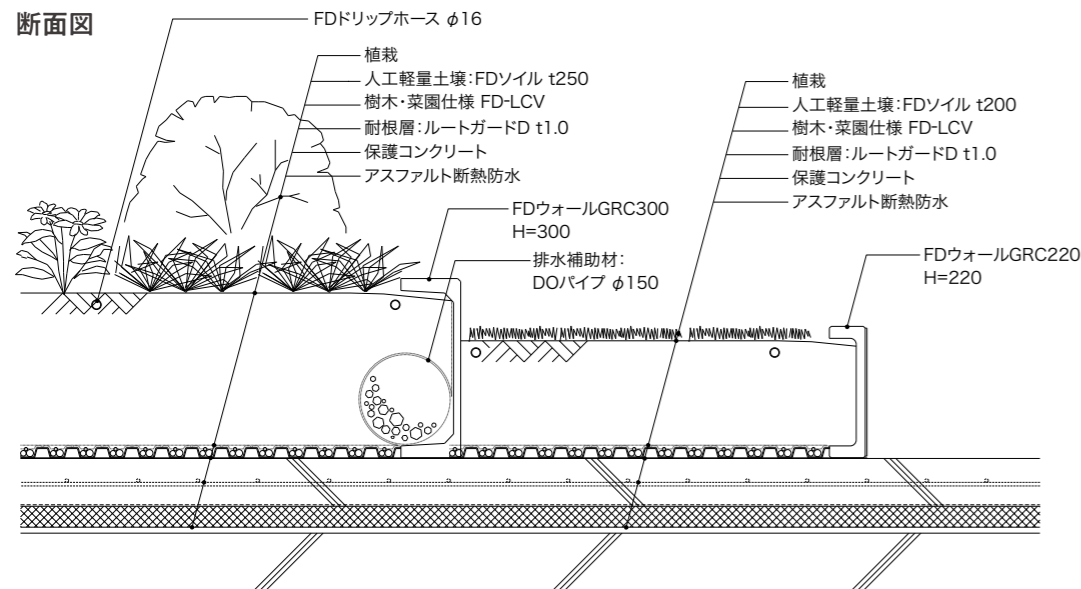 断面図
FDドリップホース φ16
植栽
人工軽量土壌:FDソイル t250
樹木・菜園仕様 FD-LCV
耐根層:ルートガードD t1.0
保護コンクリート
アスファルト断熱防水
FDウォールGRC300
H=300
排水補助材:
DOパイプ φ150
植栽
人工軽量土壌:FDソイル t200
樹木・菜園仕様 FD-LCV
耐根層:ルートガードD t1.0
保護コンクリート
アスファルト断熱防水
FDウォールGRC220
H=220